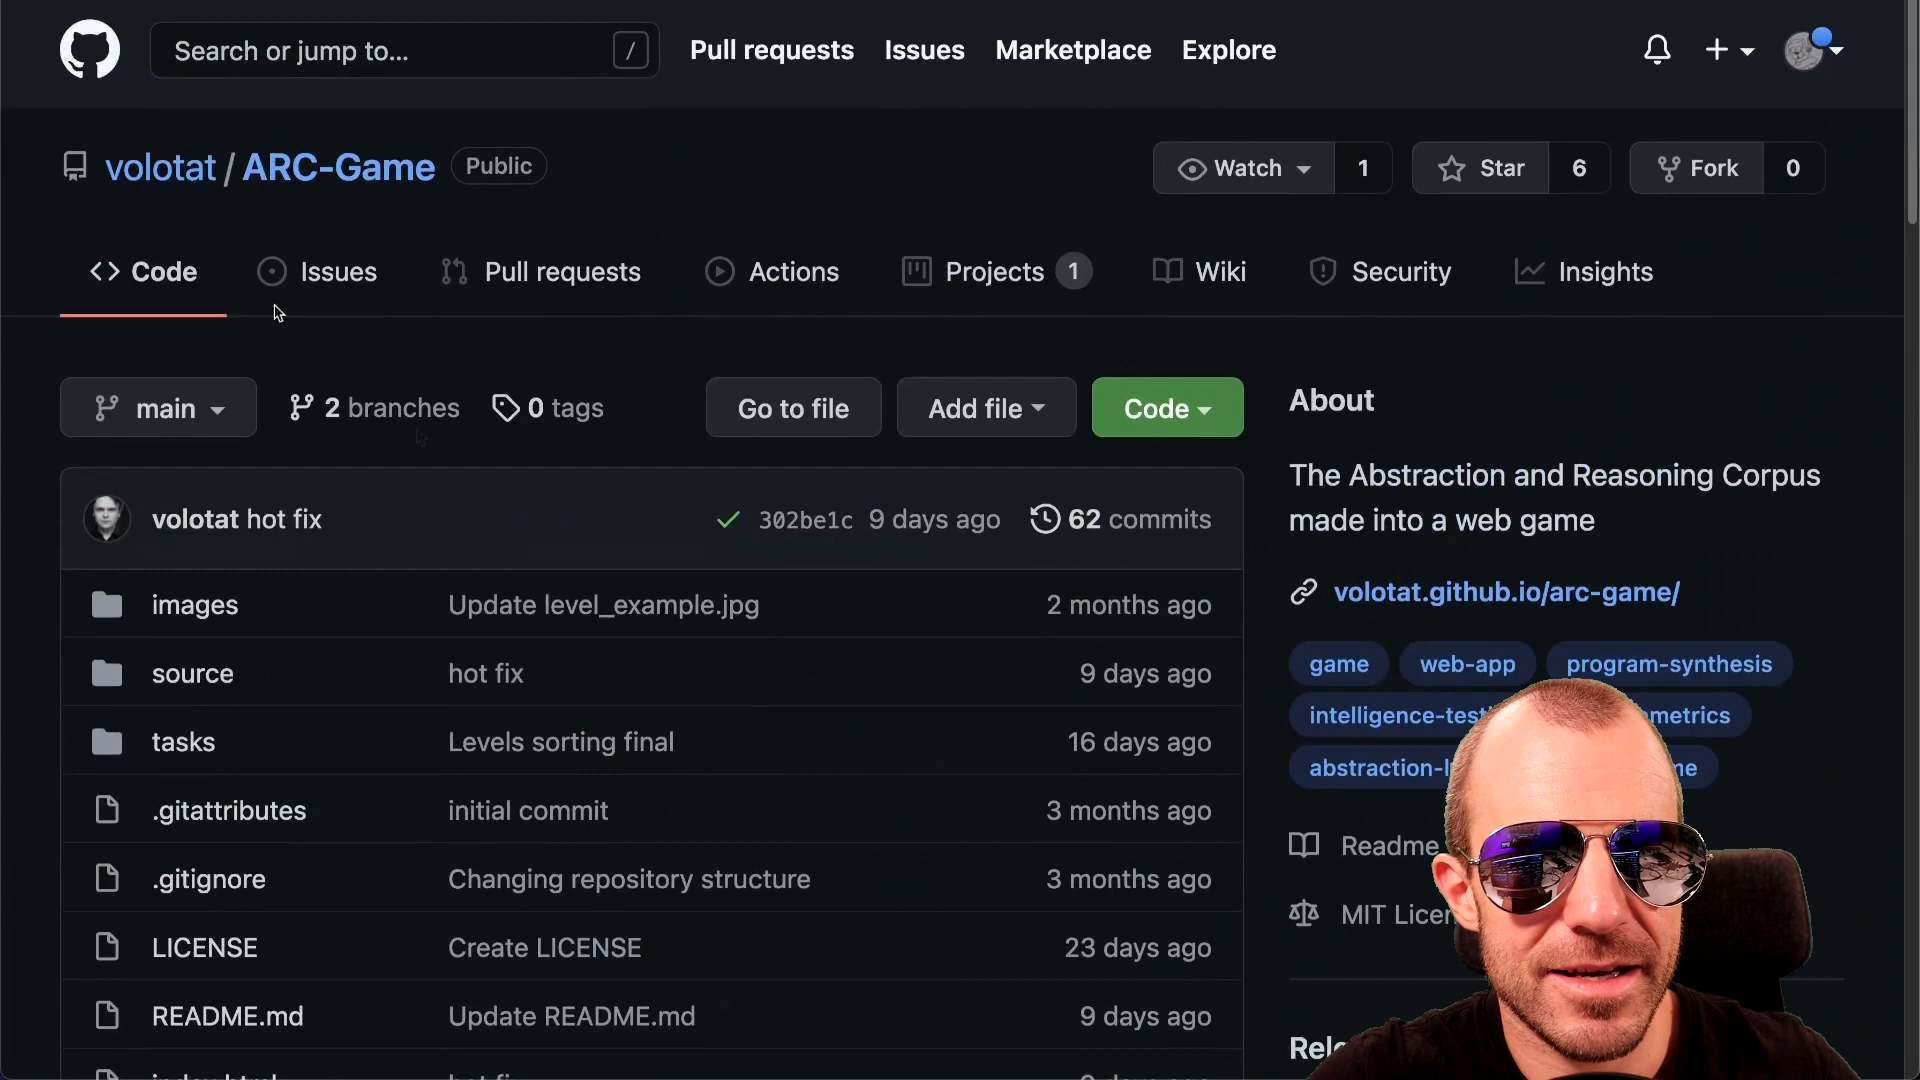 Search or jump to... /
Pull requests Issues Marketplace Explore
volotat / ARC-Game Public
Watch 1 Star 6 Fork 0
Code Issues Pull requests Actions Projects 1 Wiki Security Insights
main 2 branches 0 tags Go to file Add file Code
volotat hot fix 302be1c 9 days ago 62 commits
images Update level_example.jpg 2 months ago
source hot fix 9 days ago
tasks Levels sorting final 16 days ago
.gitattributes initial commit 3 months ago
.gitignore Changing repository structure 3 months ago
LICENSE Create LICENSE 23 days ago
README.md Update README.md 9 days ago
About
The Abstraction and Reasoning Corpus
made into a web game
volotat.github.io/arc-game/
game web-app program-synthesis
Readme
MIT